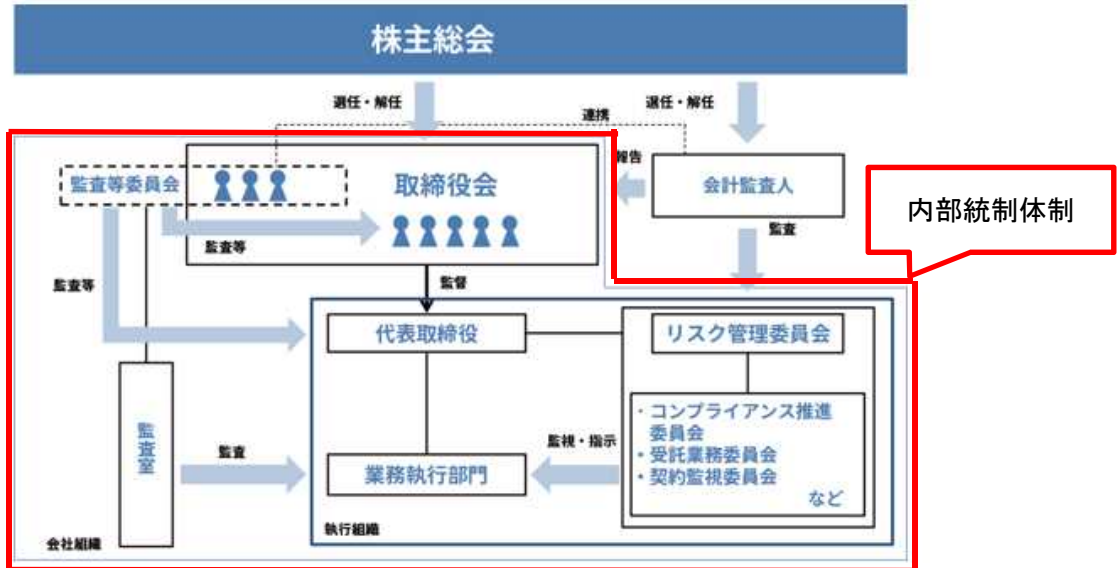 株主総会
選任・解任
選任・解任
連携
監査等委員会
取締役会
報告
会計監査人
内部統制体制
監査等
監査
監査等
監督
代表取締役
リスク管理委員会
・コンプライアンス推進
委員会
・受託業務委員会
・契約監視委員会
など
監査室
監査
監視・指示
業務執行部門
執行組織
会社組織